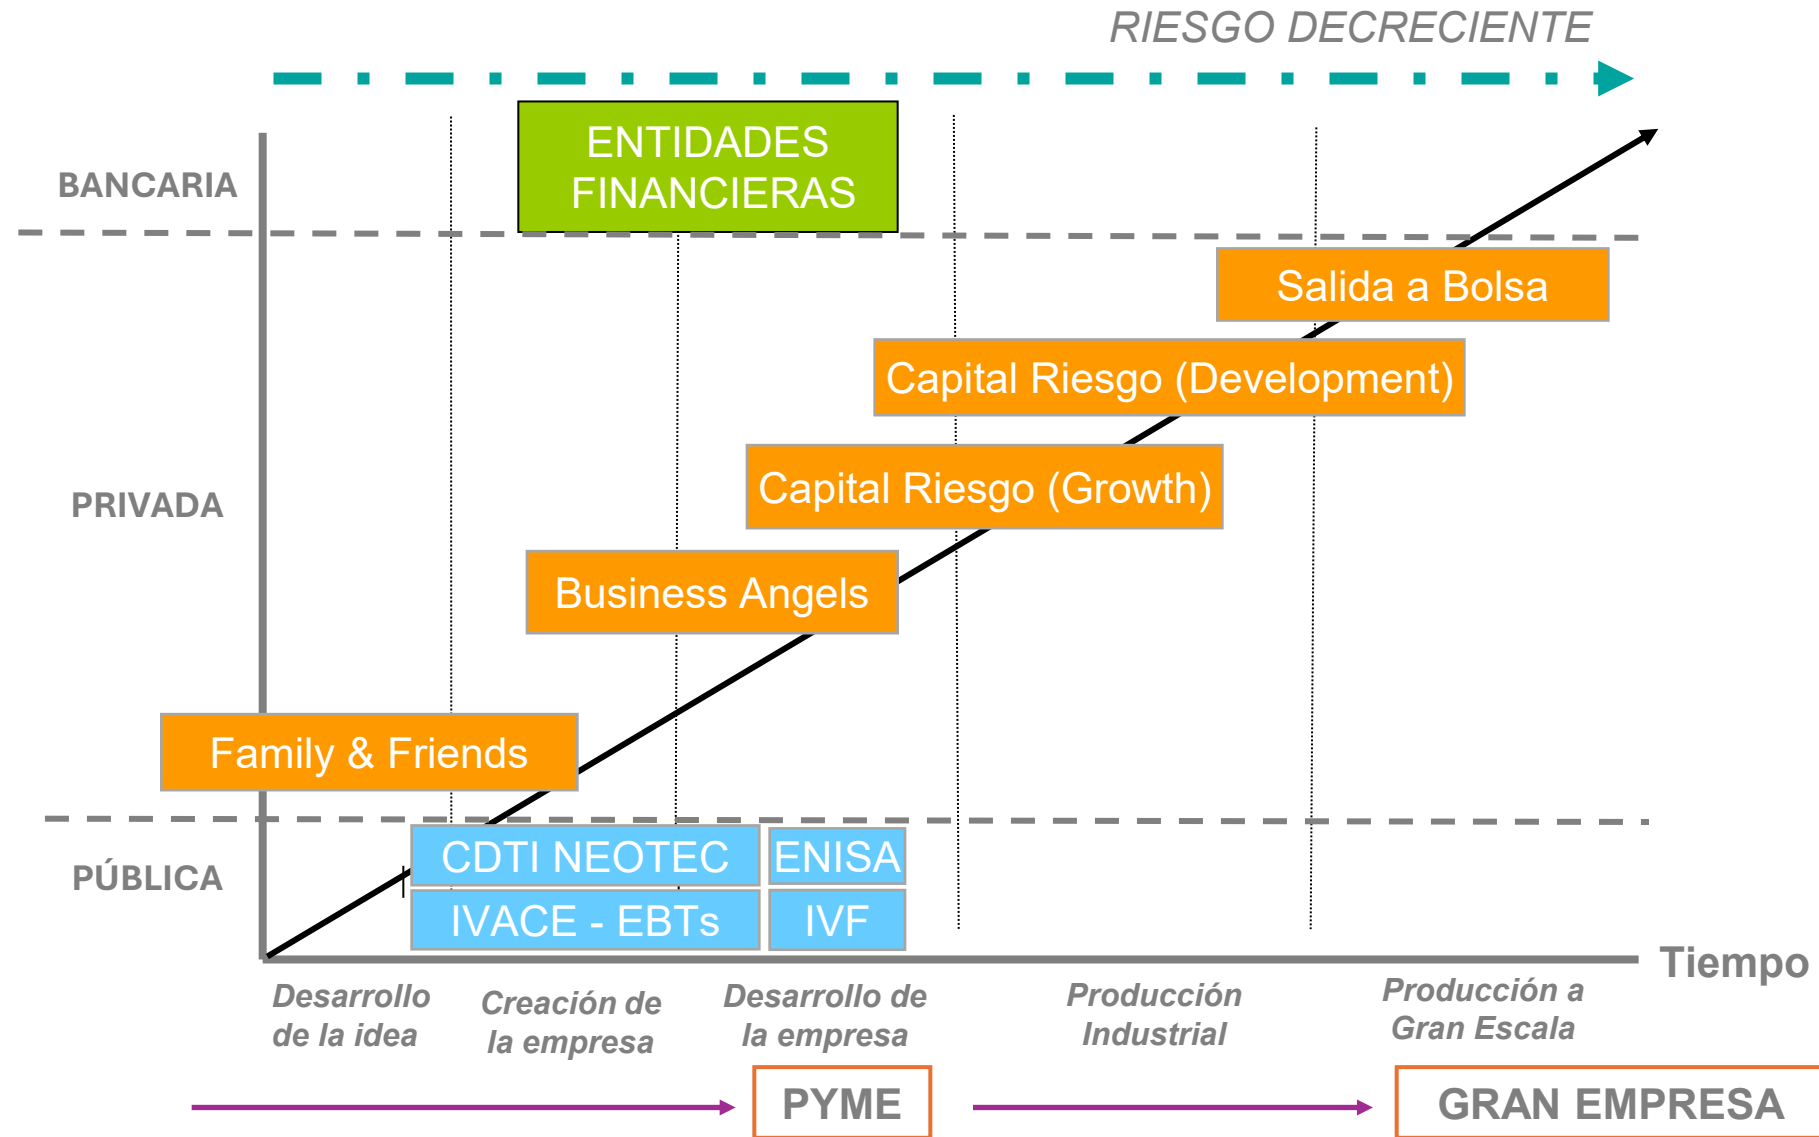 RIESGO DECRECIENTE
ENTIDADES
FINANCIERAS
BANCARIA
Salida a Bolsa
Capital Riesgo (Development)
Capital Riesgo (Growth)
PRIVADA
Business Angels
Family & Friends
PÚBLICA
CDTI NEOTEC
ENISA
IVACE - EBTs
IVF
Tiempo
Desarrollo
de la idea
Creación de
la empresa
Desarrollo de
la empresa
Producción
Industrial
Producción a
Gran Escala
PYME
GRAN EMPRESA